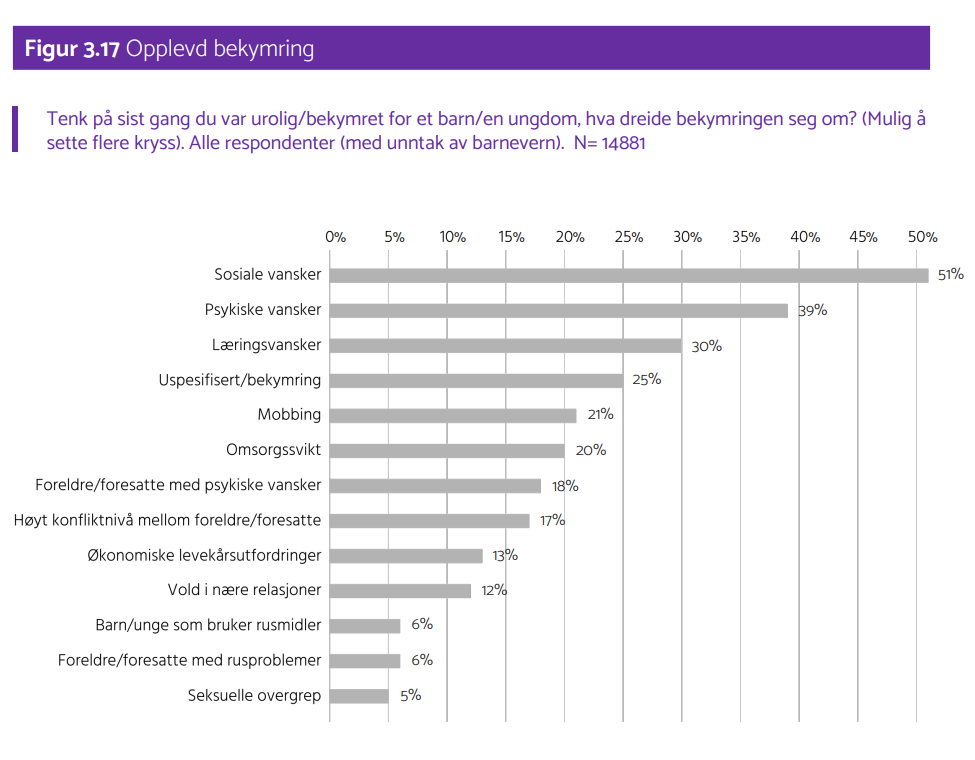 Figur 3.17 Opplevd bekymring
Tenk på sist gang du var urolig/bekymret for et barn/en ungdom, hva dreide bekymringen seg om? (Mulig å
sette flere kryss). Alle respondenter (med unntak av barnevern). N= 14881
0% 5% 10% 15% 20% 25% 30% 35% 40% 45% 50%
Sosiale vansker 51%
Psykiske vansker 39%
Læringsvansker 30%
Uspesifisert/bekymring 25%
Mobbing 21%
Omsorgssvikt 20%
Foreldre/foresatte med psykiske vansker 18%
Høyt konfliktnivå mellom foreldre/foresatte 17%
Økonomiske levekårsutfordringer 13%
Vold i nære relasjoner 12%
Barn/unge som bruker rusmidler 6%
Foreldre/foresatte med rusproblemer 6%
Seksuelle overgrep 5%